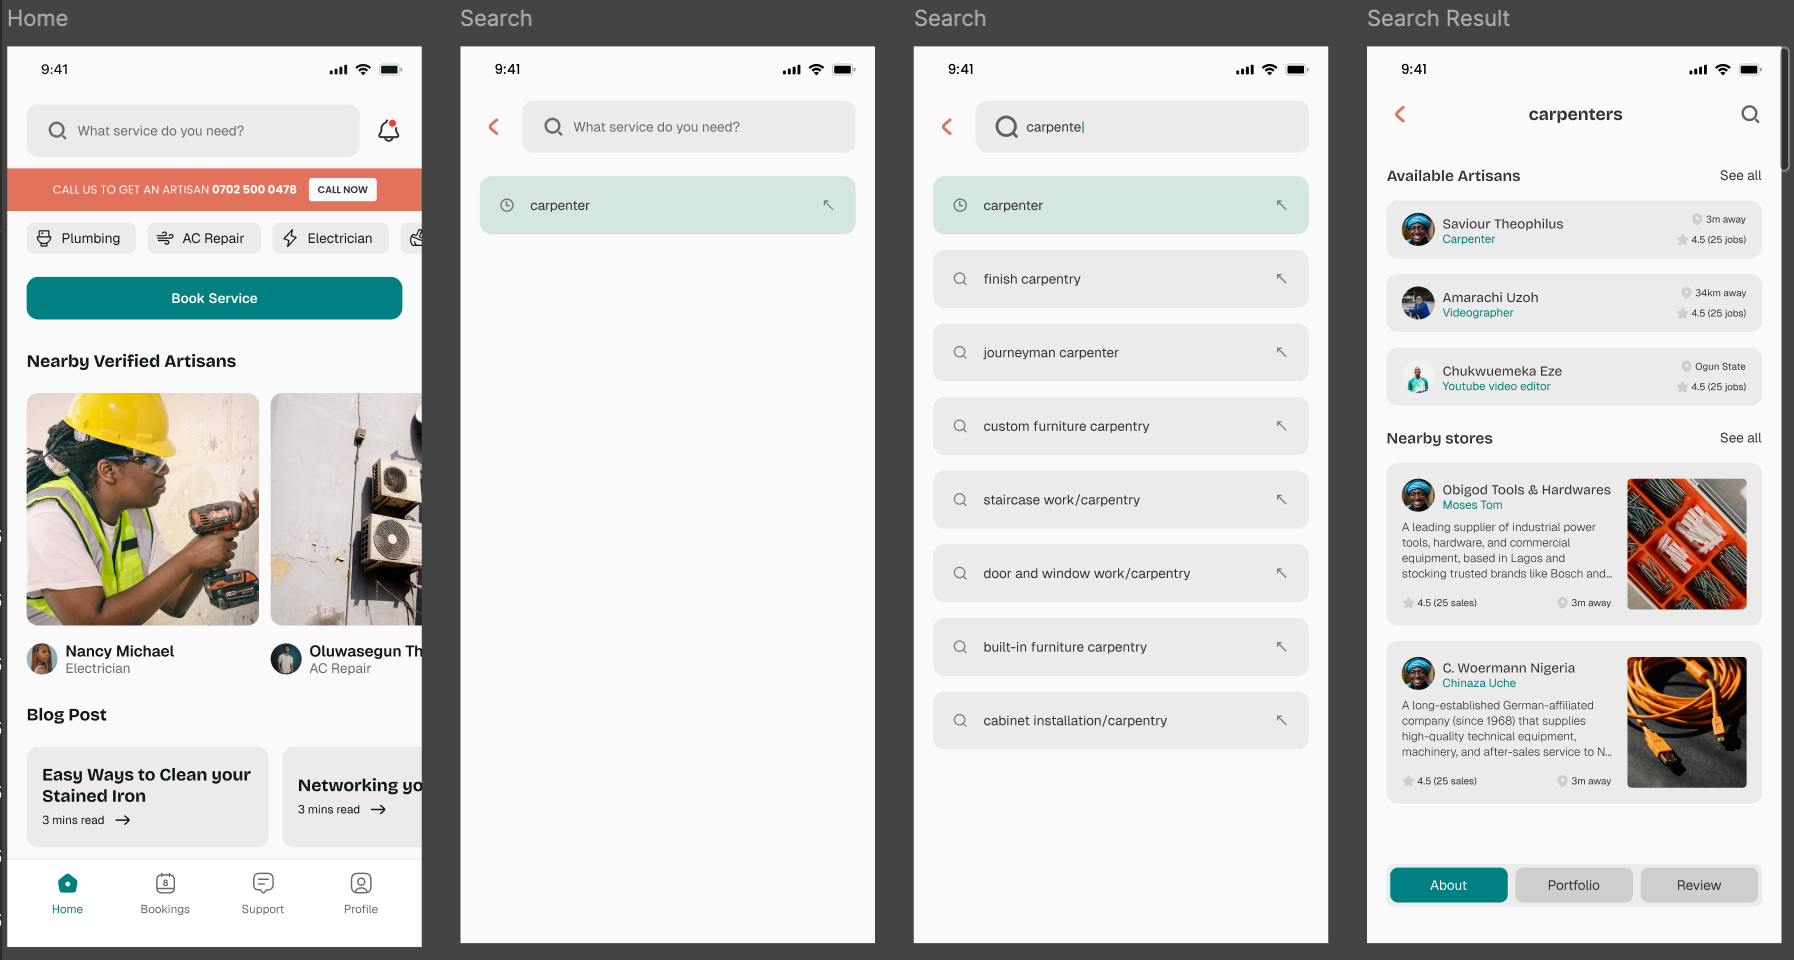 Home
9:41
What service do you need?
CALL US TO GET AN ARTISAN 0702 500 0478
CALL NOW
Plumbing
AC Repair
Electrician
Book Service
Nearby Verified Artisans
Nancy Michael
Electrician
Oluwasegun Th
AC Repair
Blog Post
Easy Ways to Clean your
Stained Iron
3 mins read
Networking yo
3 mins read
8
Home
Bookings
Support
Profile
Search
9:41
What service do you need?
carpenter
Search
9:41
carpente
carpenter
finish carpentry
journeyman carpenter
custom furniture carpentry
staircase work/carpentry
door and window work/carpentry
built-in furniture carpentry
cabinet installation/carpentry
Search Result
9:41
carpenters
Available Artisans
See all
Saviour Theophilus
Carpenter
3m away
4.5 (25 jobs)
Amarachi Uzoh
Videographer
34km away
4.5 (25 jobs)
Chukwuemeka Eze
Youtube video editor
Ogun State
4.5 (25 jobs)
Nearby stores
See all
Obigod Tools & Hardwares
Moses Tom
A leading supplier of industrial power
tools, hardware, and commercial
equipment, based in Lagos and
stocking trusted brands like Bosch and...
4.5 (25 sales)
3m away
C. Woermann Nigeria
Chinaza Uche
A long-established German-affiliated
company (since 1968) that supplies
high-quality technical equipment,
machinery, and after-sales service to N...
4.5 (25 sales)
3m away
About
Portfolio
Review